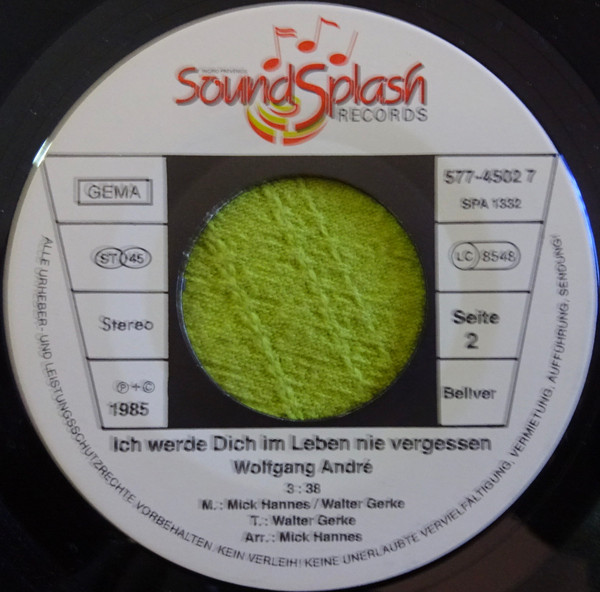 SoundSplash
RECORDS
GEMA
577-4502 7
SPA 1332
ST 45
LC 8548
Stereo
Seite
2
Ⓟ+Ⓒ
1985
Bellver
Ich werde Dich im Leben nie vergessen
Wolfgang André
3:38
M.: Mick Hannes / Walter Gerke
T.: Walter Gerke
Arr.: Mick Hannes
ALLE URHEBER- UND LEISTUNGSSCHUTZRECHTE VORBEHALTEN. KEIN VERLEIH! KEINE UNERLAUBTE VERVIELFÄLTIGUNG, VERMIETUNG, AUFFÜHRUNG, SENDUNG!